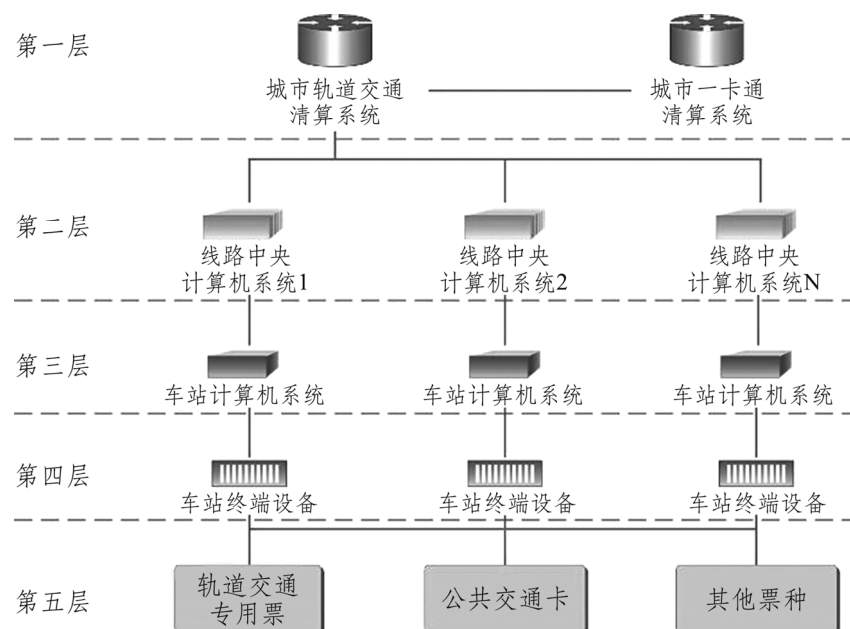 第一层
城市轨道交通
清算系统
城市一卡通
清算系统
第二层
线路中央
计算机系统1
线路中央
计算机系统2
线路中央
计算机系统N
第三层
车站计算机系统
车站计算机系统
车站计算机系统
第四层
车站终端设备
车站终端设备
车站终端设备
第五层
轨道交通
专用票
公共交通卡
其他票种